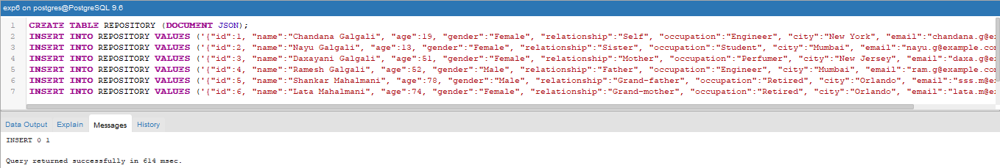 exp6 on postgres@PostgreSQL 9.6
1 CREATE TABLE REPOSITORY (DOCUMENT JSON);
2 INSERT INTO REPOSITORY VALUES ('{"id":1, "name":"Chandana Galgali", "age":19, "gender":"Female", "relationship":"Self", "occupation":"Engineer", "city":"New York", "email":"chandana.g@e
3 INSERT INTO REPOSITORY VALUES ('{"id":2, "name":"Nayu Galgali", "age":13, "gender":"Female", "relationship":"Sister", "occupation":"Student", "city":"Mumbai", "email":"nayu.g@example.co
4 INSERT INTO REPOSITORY VALUES ('{"id":3, "name":"Daxayani Galgali", "age":51, "gender":"Female", "relationship":"Mother", "occupation":"Perfumer", "city":"New Jersey", "email":"daxa.g@e
5 INSERT INTO REPOSITORY VALUES ('{"id":4, "name":"Ramesh Galgali", "age":52, "gender":"Male", "relationship":"Father", "occupation":"Engineer", "city":"Mumbai", "email":"ram.g@example.co
6 INSERT INTO REPOSITORY VALUES ('{"id":5, "name":"Shankar Mahalmani", "age":78, "gender":"Male", "relationship":"Grand-father", "occupation":"Retired", "city":"Orlando", "email":"sss.m@e
7 INSERT INTO REPOSITORY VALUES ('{"id":6, "name":"Lata Mahalmani", "age":74, "gender":"Female", "relationship":"Grand-mother", "occupation":"Retired", "city":"Orlando", "email":"lata.m@e
Data Output Explain Messages History
INSERT 0 1
Query returned successfully in 614 msec.